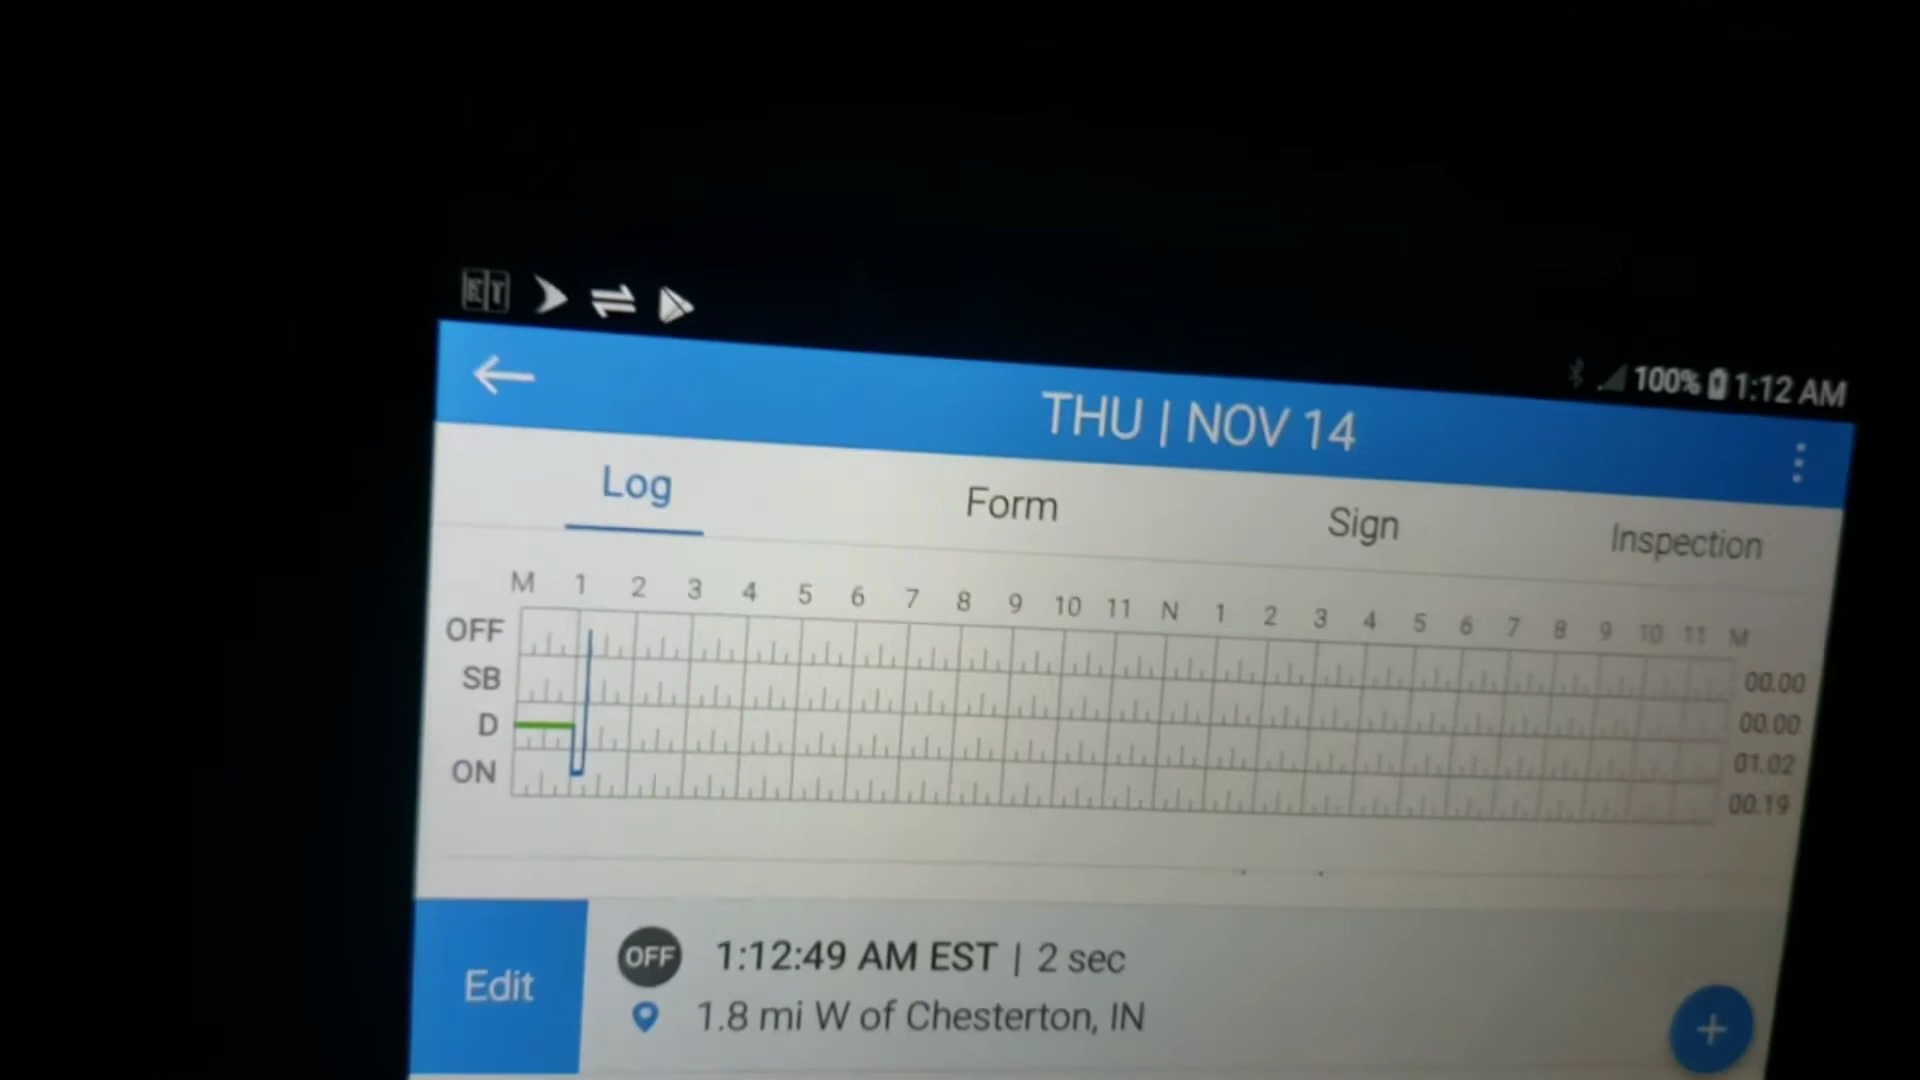 100% 1:12 AM
THU | NOV 14
Log Form Sign Inspection
M 1 2 3 4 5 6 7 8 9 10 11 N 1 2 3 4 5 6 7 8 9 10 11 M
OFF 00.00
SB 00.00
D 01.02
ON 00.19
Edit
OFF 1:12:49 AM EST | 2 sec
1.8 mi W of Chesterton, IN
+